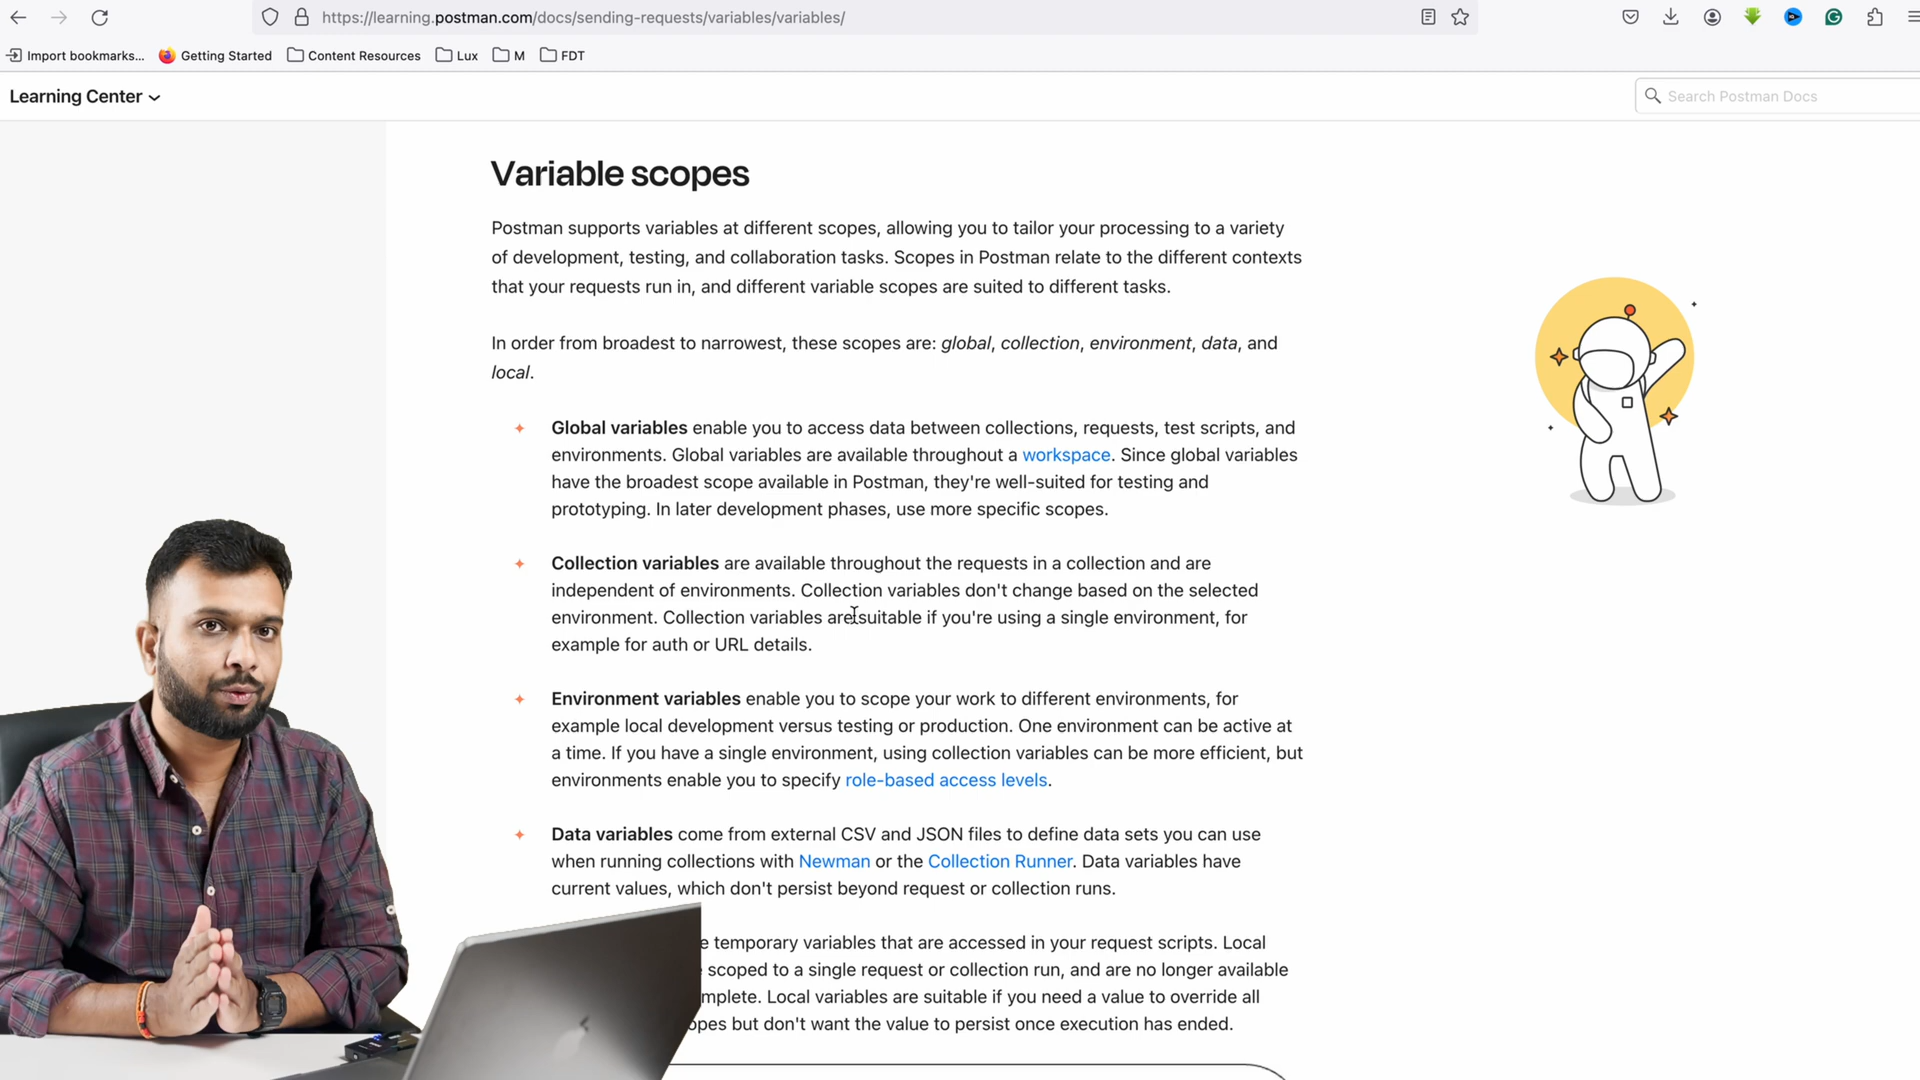 https://learning.postman.com/docs/sending-requests/variables/variables/
Import bookmarks...
Getting Started
Content Resources
Lux
M
FDT
Learning Center
Search Postman Docs
Variable scopes
Postman supports variables at different scopes, allowing you to tailor your processing to a variety
of development, testing, and collaboration tasks. Scopes in Postman relate to the different contexts
that your requests run in, and different variable scopes are suited to different tasks.
In order from broadest to narrowest, these scopes are: global, collection, environment, data, and
local.
Global variables enable you to access data between collections, requests, test scripts, and
environments. Global variables are available throughout a workspace. Since global variables
have the broadest scope available in Postman, they're well-suited for testing and
prototyping. In later development phases, use more specific scopes.
Collection variables are available throughout the requests in a collection and are
independent of environments. Collection variables don't change based on the selected
environment. Collection variables are suitable if you're using a single environment, for
example for auth or URL details.
Environment variables enable you to scope your work to different environments, for
example local development versus testing or production. One environment can be active at
a time. If you have a single environment, using collection variables can be more efficient, but
environments enable you to specify role-based access levels.
Data variables come from external CSV and JSON files to define data sets you can use
when running collections with Newman or the Collection Runner. Data variables have
current values, which don't persist beyond request or collection runs.
temporary variables that are accessed in your request scripts. Local
scoped to a single request or collection run, and are no longer available
mplete. Local variables are suitable if you need a value to override all
opes but don't want the value to persist once execution has ended.